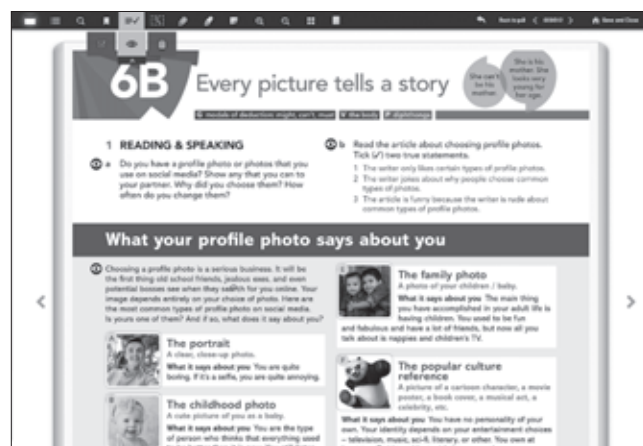 Save and Close
6B
Every picture tells a story
She can't
be his
mother.
She is his
mother. She
looks very
young for
her age.
G modals of deduction: might, can't, must V the body P diphthongs
1 READING & SPEAKING
a Do you have a profile photo or photos that you
use on social media? Show any that you can to
your partner. Why did you choose them? How
often do you change them?
b Read the article about choosing profile photos.
Tick (✓) two true statements.
1 The writer only likes certain types of profile photos.
2 The writer jokes about why people choose common
types of photos.
3 The article is funny because the writer is rude about
common types of profile photos.
What your profile photo says about you
Choosing a profile photo is a serious business. It will be
the first thing old school friends, jealous exes, and even
potential bosses see when they search for you online. Your
image depends entirely on your choice of photo. Here are
the most common types of profile photo on social media.
Is yours one of them? And if so, what does it say about you?
The portrait
A clear, close-up photo.
What it says about you You are quite
boring. If it's a selfie, you are quite annoying.
The childhood photo
A cute picture of you as a baby.
What it says about you You are the type
of person who thinks that everything used
The family photo
A photo of your children / baby.
What it says about you The main thing
you have accomplished in your adult life is
having children. You used to be fun
and fabulous and have a lot of friends, but now all you
talk about is nappies and children's TV.
The popular culture
reference
A picture of a cartoon character, a movie
poster, a book cover, a musical act, a
celebrity, etc.
What it says about you You have no personality of your
own. Your identity depends on your entertainment choices
– television, music, sci-fi, literary, or other. You own at